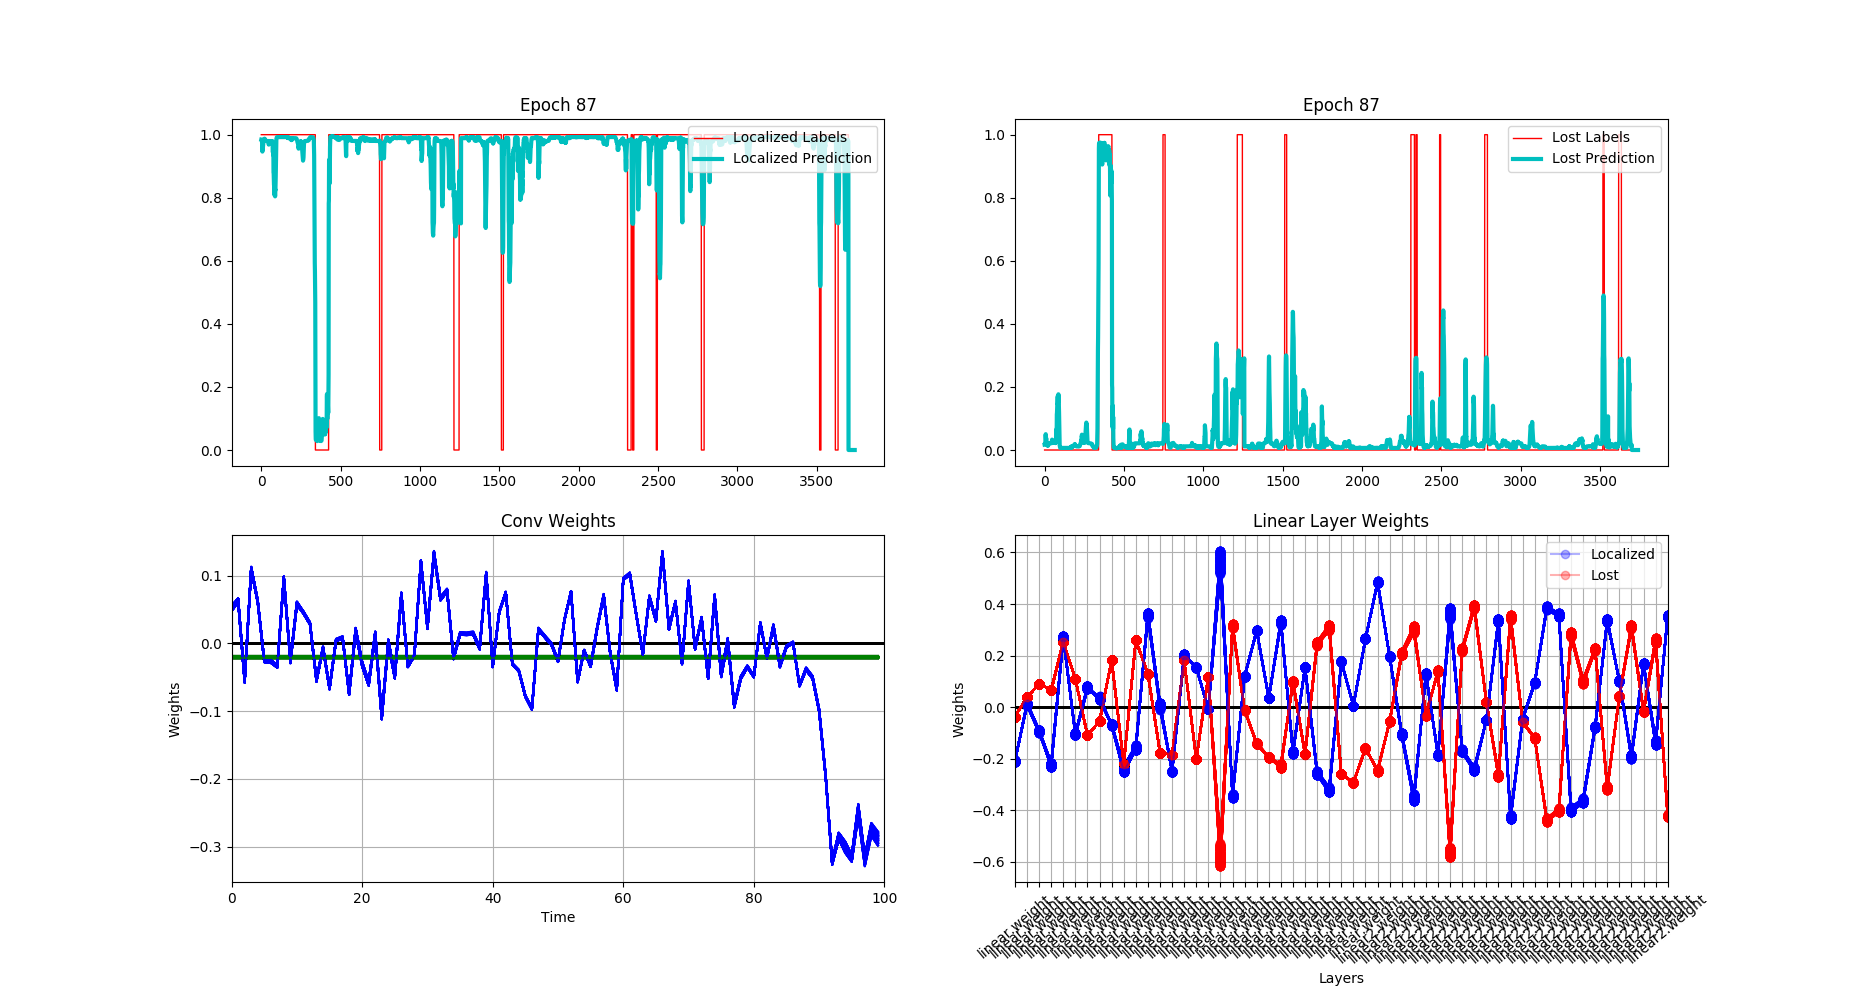 Epoch 87
1.0
0.8
0.6
0.4
0.2
0.0
Localized Labels
Localized Prediction
0 500 1000 1500 2000 2500 3000 3500
Epoch 87
1.0
0.8
0.6
0.4
0.2
0.0
Lost Labels
Lost Prediction
0 500 1000 1500 2000 2500 3000 3500
Conv Weights
Weights
0.1
0.0
−0.1
−0.2
−0.3
0 20 40 60 80 100
Time
Linear Layer Weights
Weights
0.6
0.4
0.2
0.0
−0.2
−0.4
−0.6
Localized
Lost
linear.weight
linear2.weight
Layers